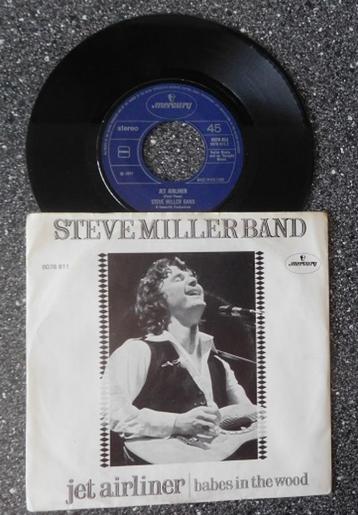 mercury
stereo
45
JET AIRLINER
STEVE MILLER BAND
STEVE MILLER BAND
mercury
6078 811
jet airliner | babes in the wood